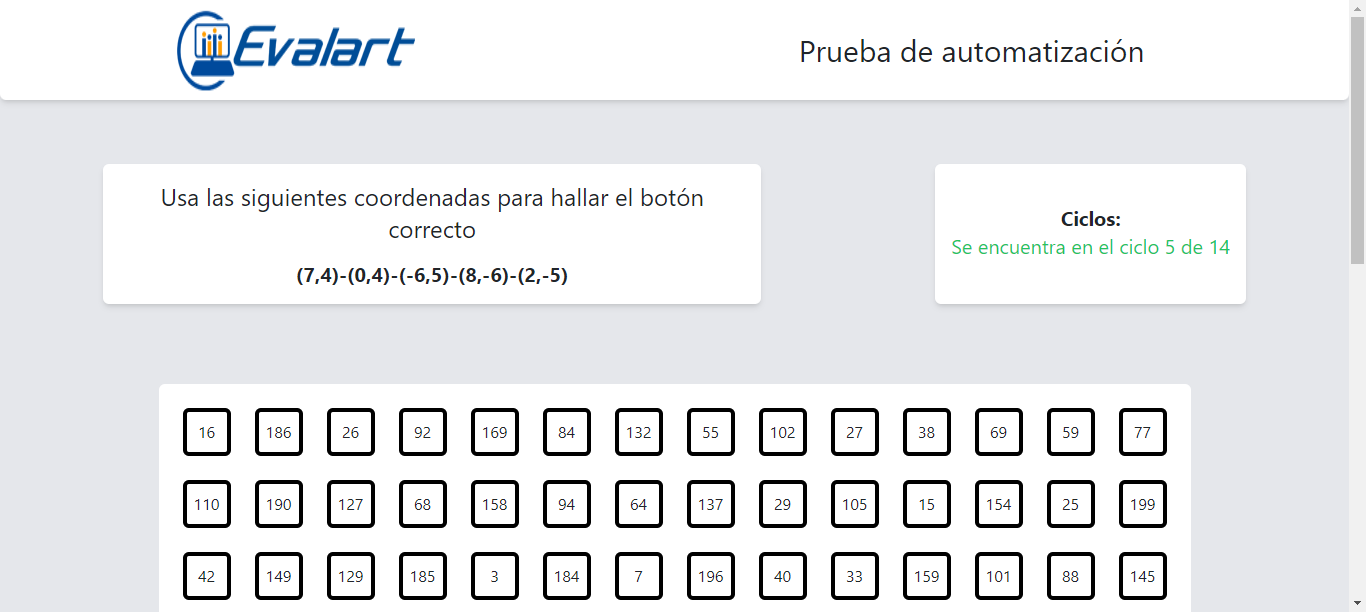 Evalart
Prueba de automatización
Usa las siguientes coordenadas para hallar el botón
correcto
(7,4)-(0,4)-(-6,5)-(8,-6)-(2,-5)
Ciclos:
Se encuentra en el ciclo 5 de 14
16 186 26 92 169 84 132 55 102 27 38 69 59 77
110 190 127 68 158 94 64 137 29 105 15 154 25 199
42 149 129 185 3 184 7 196 40 33 159 101 88 145